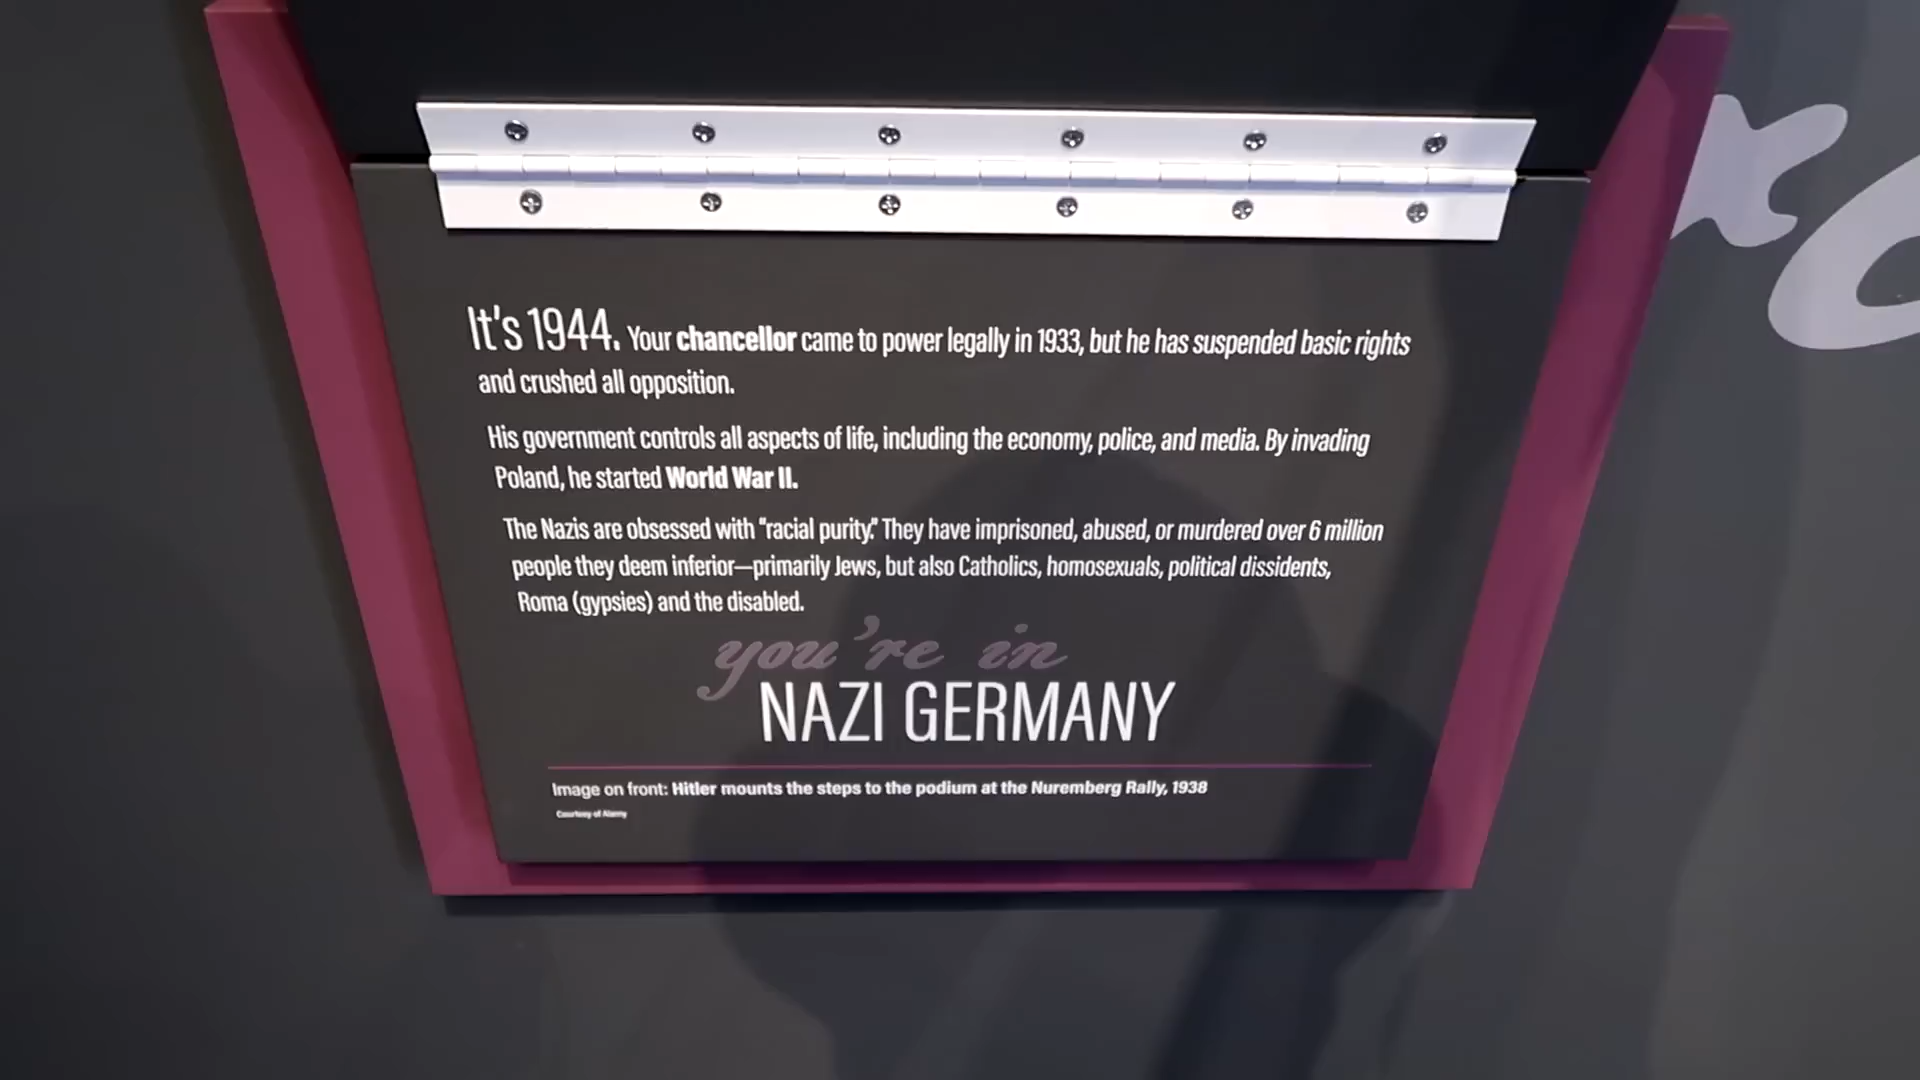 It's 1944. Your chancellor came to power legally in 1933, but he has suspended basic rights
and crushed all opposition.
His government controls all aspects of life, including the economy, police, and media. By invading
Poland, he started World War II.
The Nazis are obsessed with "racial purity." They have imprisoned, abused, or murdered over 6 million
people they deem inferior—primarily Jews, but also Catholics, homosexuals, political dissidents,
Roma (gypsies) and the disabled.
you're in
NAZI GERMANY
Image on front: Hitler mounts the steps to the podium at the Nuremberg Rally, 1938
Courtesy of Alamy